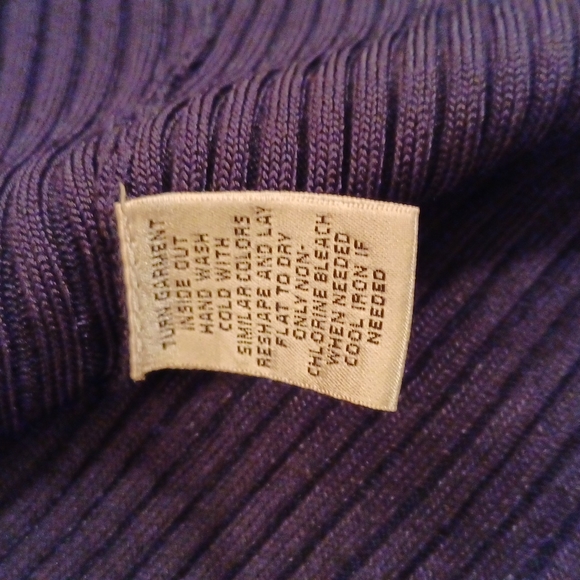 TURN GARMENT
INSIDE OUT
HAND WASH
COLD WITH
SIMILAR COLORS
RESHAPE AND LAY
FLAT TO DRY
ONLY NON-
CHLORINE BLEACH
WHEN NEEDED
COOL IRON IF
NEEDED